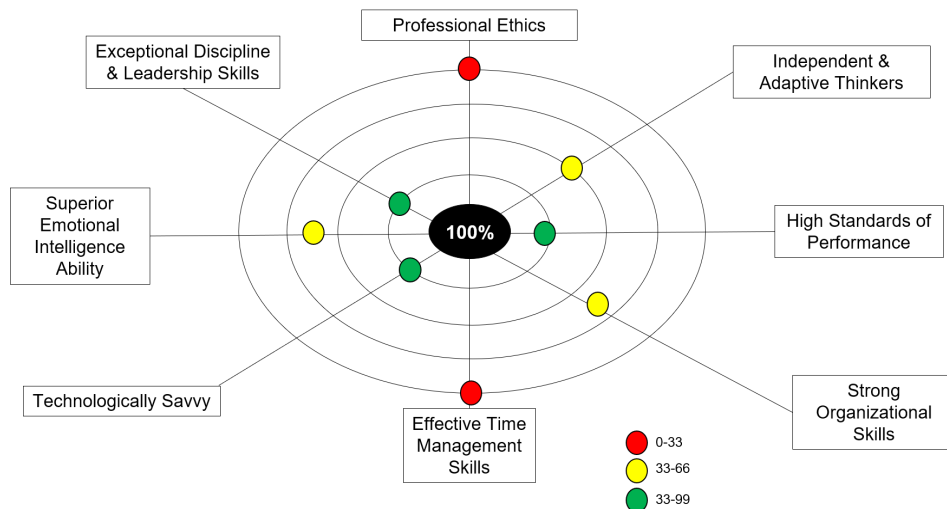 Professional Ethics
Exceptional Discipline
& Leadership Skills
Independent &
Adaptive Thinkers
Superior
Emotional
Intelligence
Ability
100%
High Standards of
Performance
Technologically Savvy
Effective Time
Management
Skills
Strong
Organizational
Skills
0-33
33-66
33-99